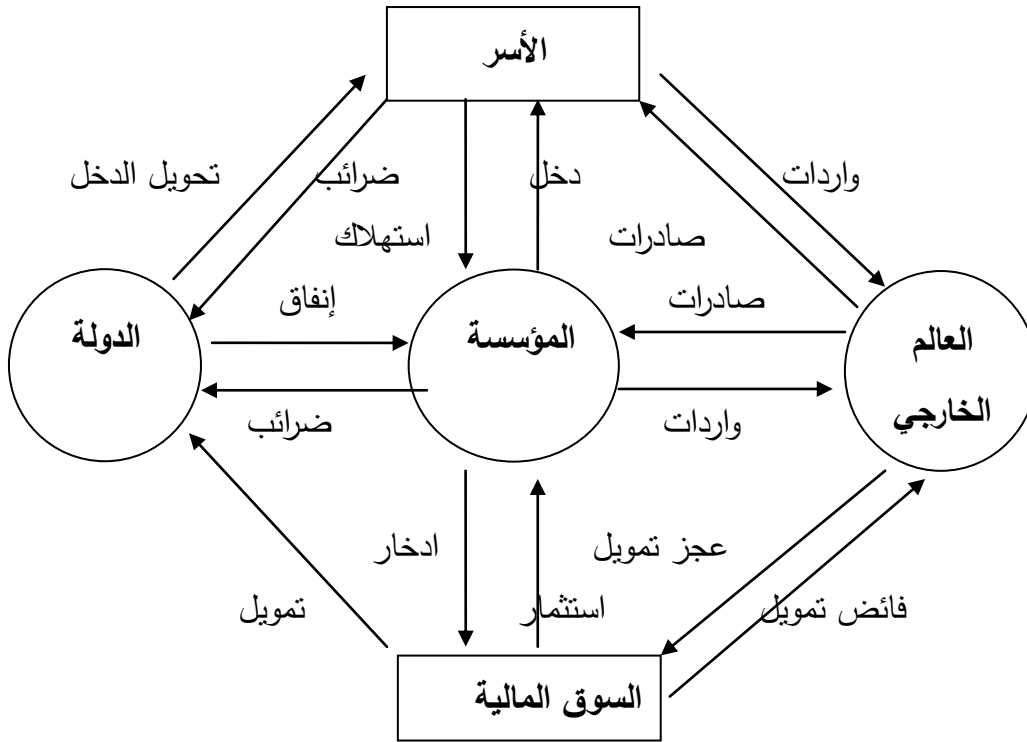 الأسر
واردات
دخل
ضرائب
تحويل الدخل
صادرات
استهلاك
صادرات
إنفاق
العالم
الخارجي
المؤسسة
الدولة
واردات
ضرائب
عجز تمويل
ادخار
فائض تمويل
استثمار
تمويل
السوق المالية